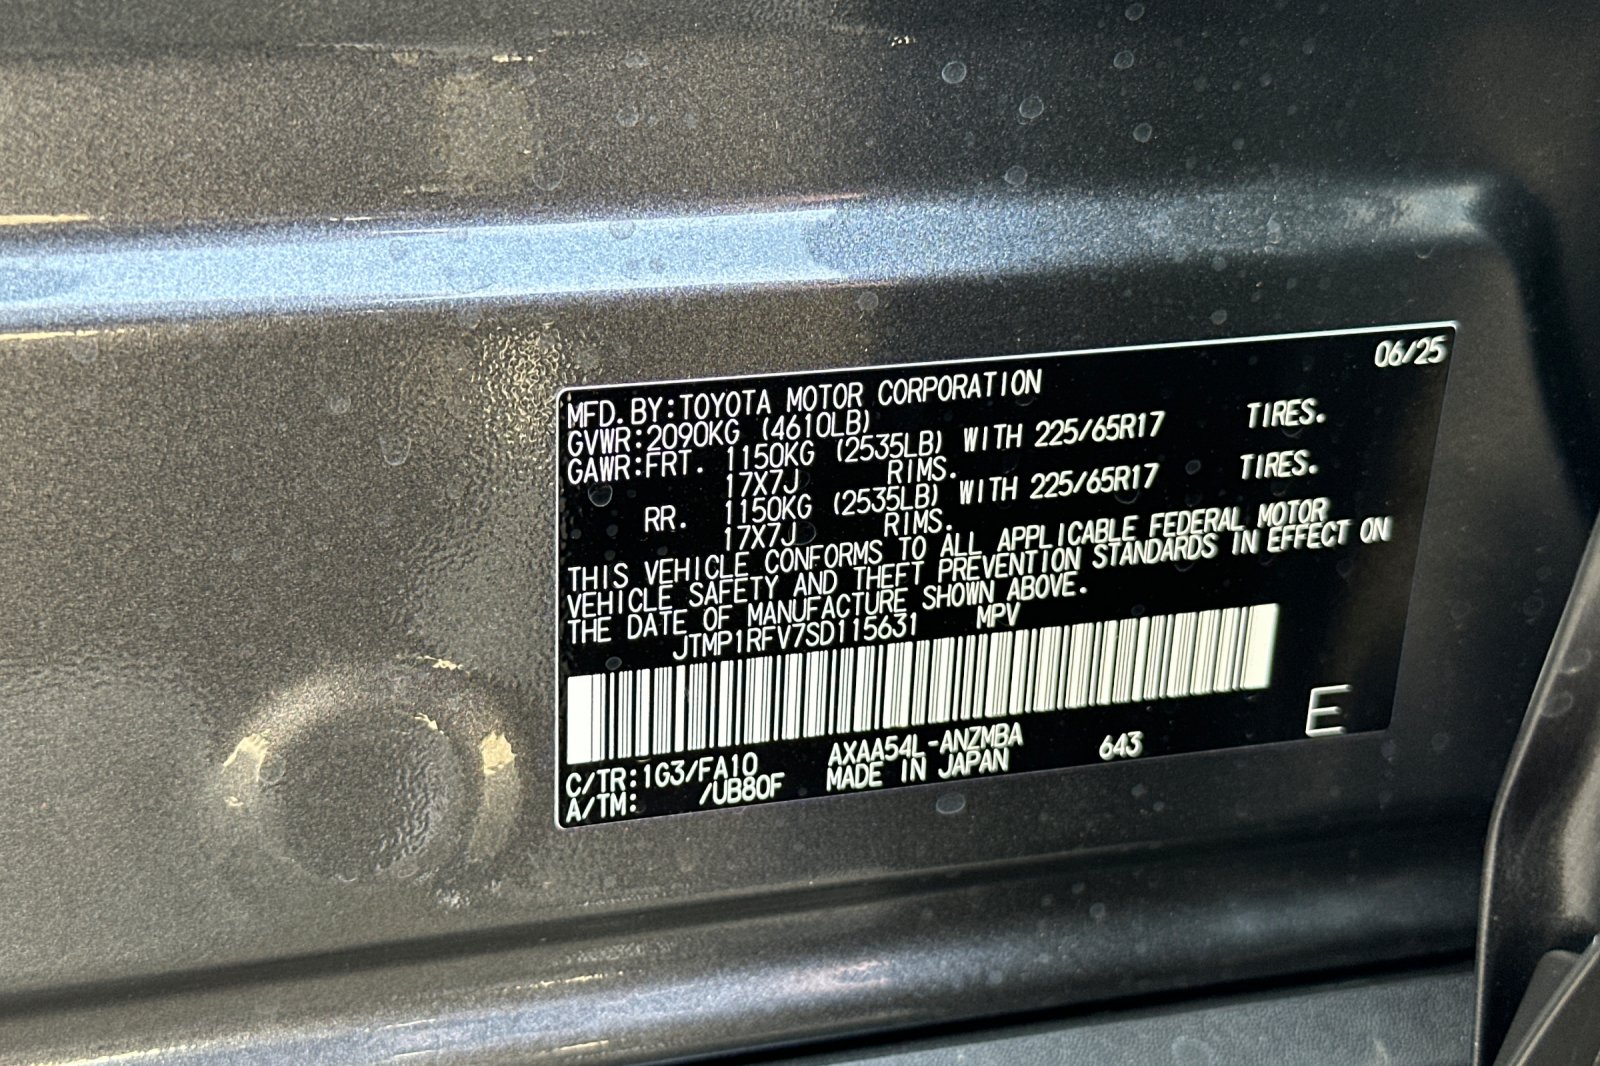 06/25
MFD.BY:TOYOTA MOTOR CORPORATION
GVWR:2090KG (4610LB)
GAWR:FRT. 1150KG (2535LB) WITH 225/65R17 TIRES.
17X7J RIMS.
RR. 1150KG (2535LB) WITH 225/65R17 TIRES.
17X7J RIMS.
THIS VEHICLE CONFORMS TO ALL APPLICABLE FEDERAL MOTOR
VEHICLE SAFETY AND THEFT PREVENTION STANDARDS IN EFFECT ON
THE DATE OF MANUFACTURE SHOWN ABOVE.
JTMP1RFV7SD115631 MPV
E
C/TR:1G3/FA10 AXAA54L-ANZMBA 643
A/TM: /UB80F MADE IN JAPAN